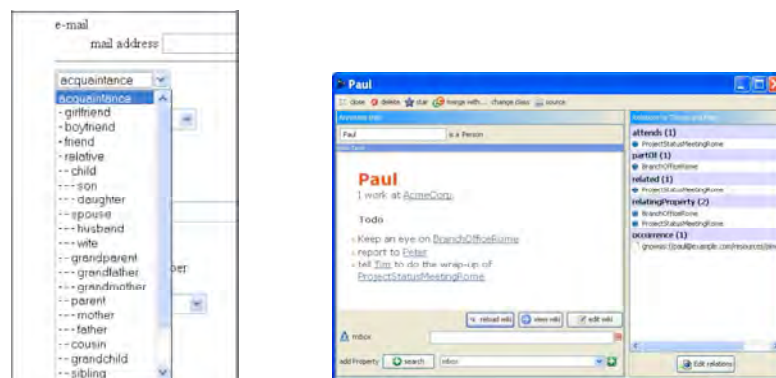 e-mail
mail address
acquaintance
acquaintance
- girlfriend
- boyfriend
- friend
- relative
-- child
--- son
--- daughter
-- spouse
--- husband
--- wife
-- grandparent
--- grandfather
--- grandmother
-- parent
--- mother
--- father
-- cousin
-- grandchild
-- sibling
ber
Paul
close delete star merge with... change class source
Paul is a Person
Paul
I work at AcmeCorp.
Todo
Keep an eye on BranchOfficeRome
report to Peter
tell Tim to do the wrap-up of
ProjectStatusMeetingRome.
reload wiki view wiki edit wiki
mbox
add Property search mbox
attends (1)
ProjectStatusMeetingRome
partOf (1)
BranchOfficeRome
related (1)
ProjectStatusMeetingRome
relatingProperty (2)
BranchOfficeRome
ProjectStatusMeetingRome
occurrence (1)
Edit relations